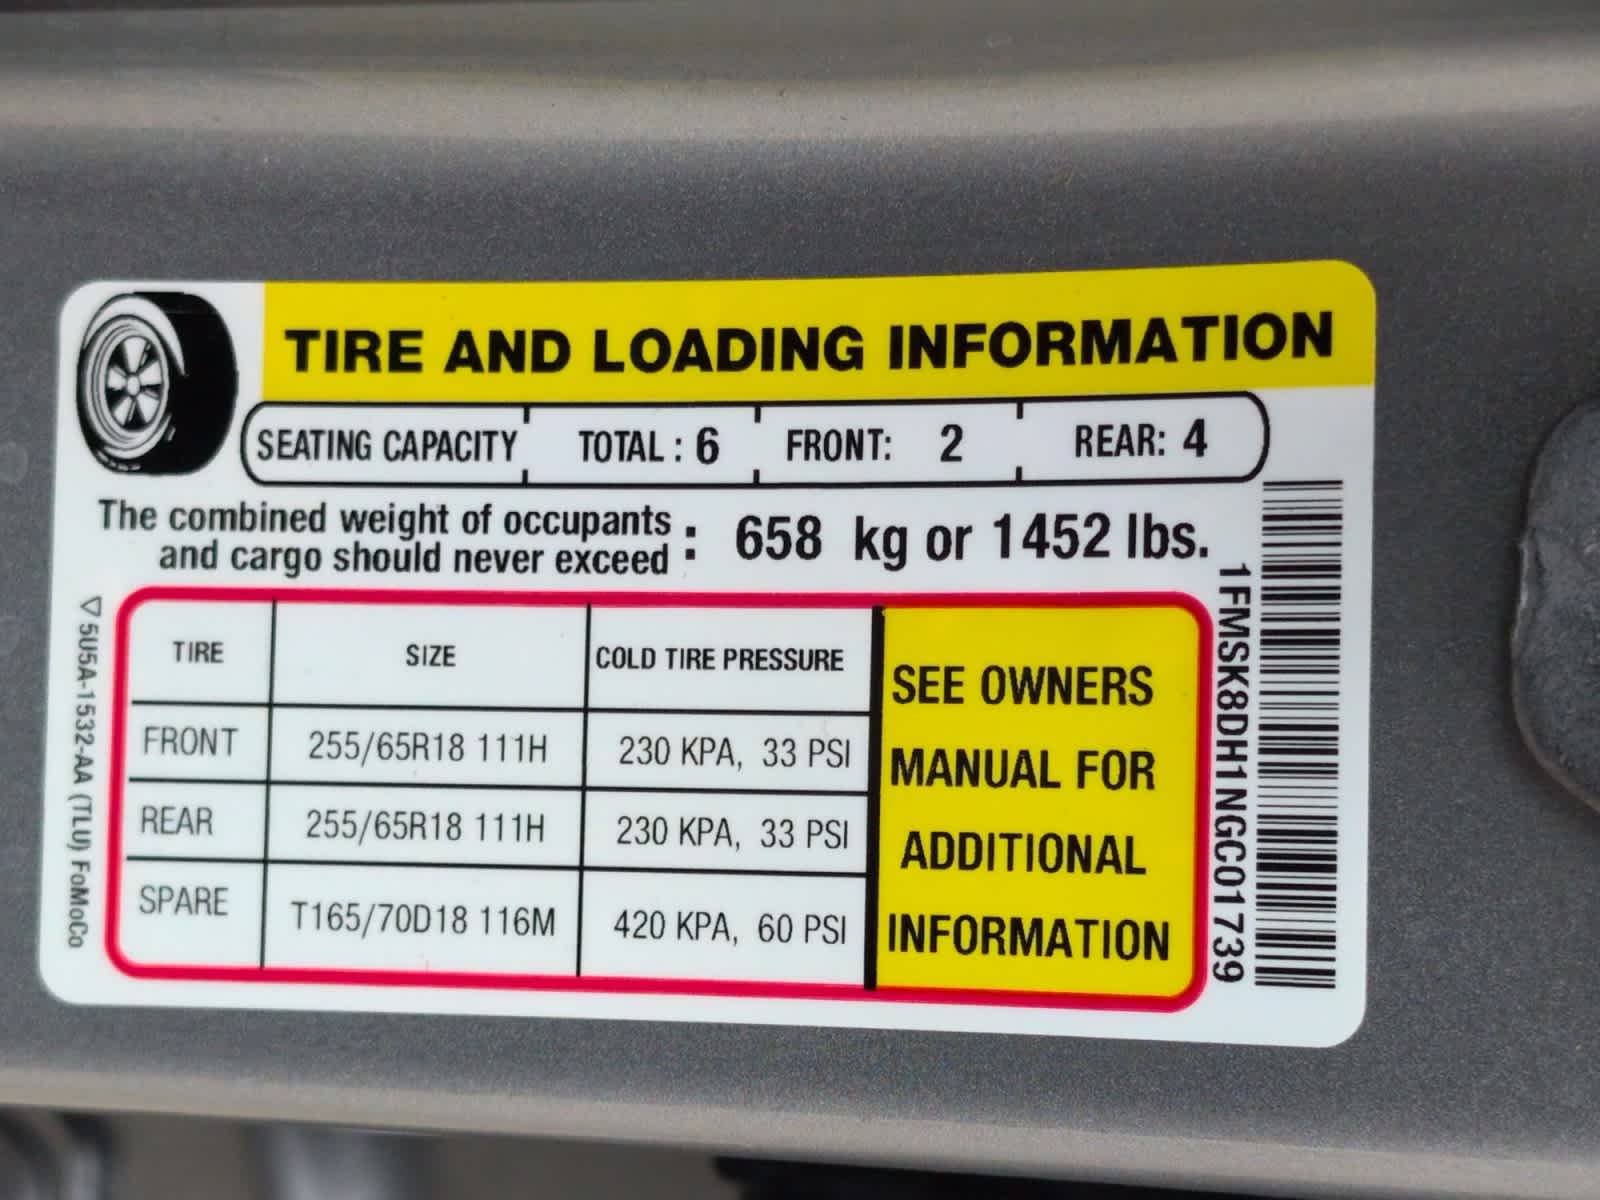 TIRE AND LOADING INFORMATION
SEATING CAPACITY TOTAL : 6 FRONT: 2 REAR: 4
The combined weight of occupants
and cargo should never exceed : 658 kg or 1452 lbs.
TIRE SIZE COLD TIRE PRESSURE
FRONT 255/65R18 111H 230 KPA, 33 PSI
REAR 255/65R18 111H 230 KPA, 33 PSI
SPARE T165/70D18 116M 420 KPA, 60 PSI
SEE OWNERS
MANUAL FOR
ADDITIONAL
INFORMATION
1FMSK8DH1NGC01739
▽5U5A-1532-AA (TLU) FoMoCo